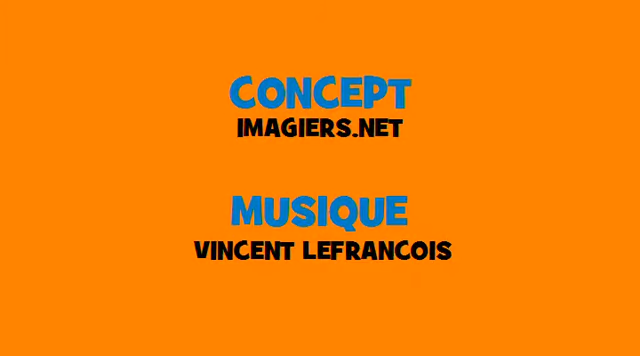 CONCEPT
IMAGIERS.NET
MUSIQUE
VINCENT LEFRANCOIS